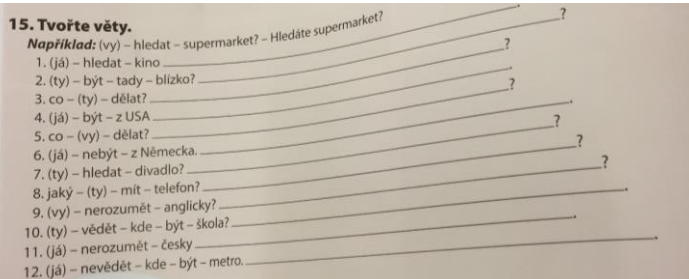 15. Tvořte věty.
Například: (vy) – hledat – supermarket? – Hledáte supermarket?
1. (já) – hledat – kino .
2. (ty) – být – tady – blízko? ?
3. co – (ty) – dělat? ?
4. (já) – být – z USA .
5. co – (vy) – dělat? ?
6. (já) – nebýt – z Německa. .
7. (ty) – hledat – divadlo? ?
8. jaký – (ty) – mít – telefon? ?
9. (vy) – nerozumět – anglicky? ?
10. (ty) – vědět – kde – být – škola? .
11. (já) – nerozumět – česky .
12. (já) – nevědět – kde – být – metro. .